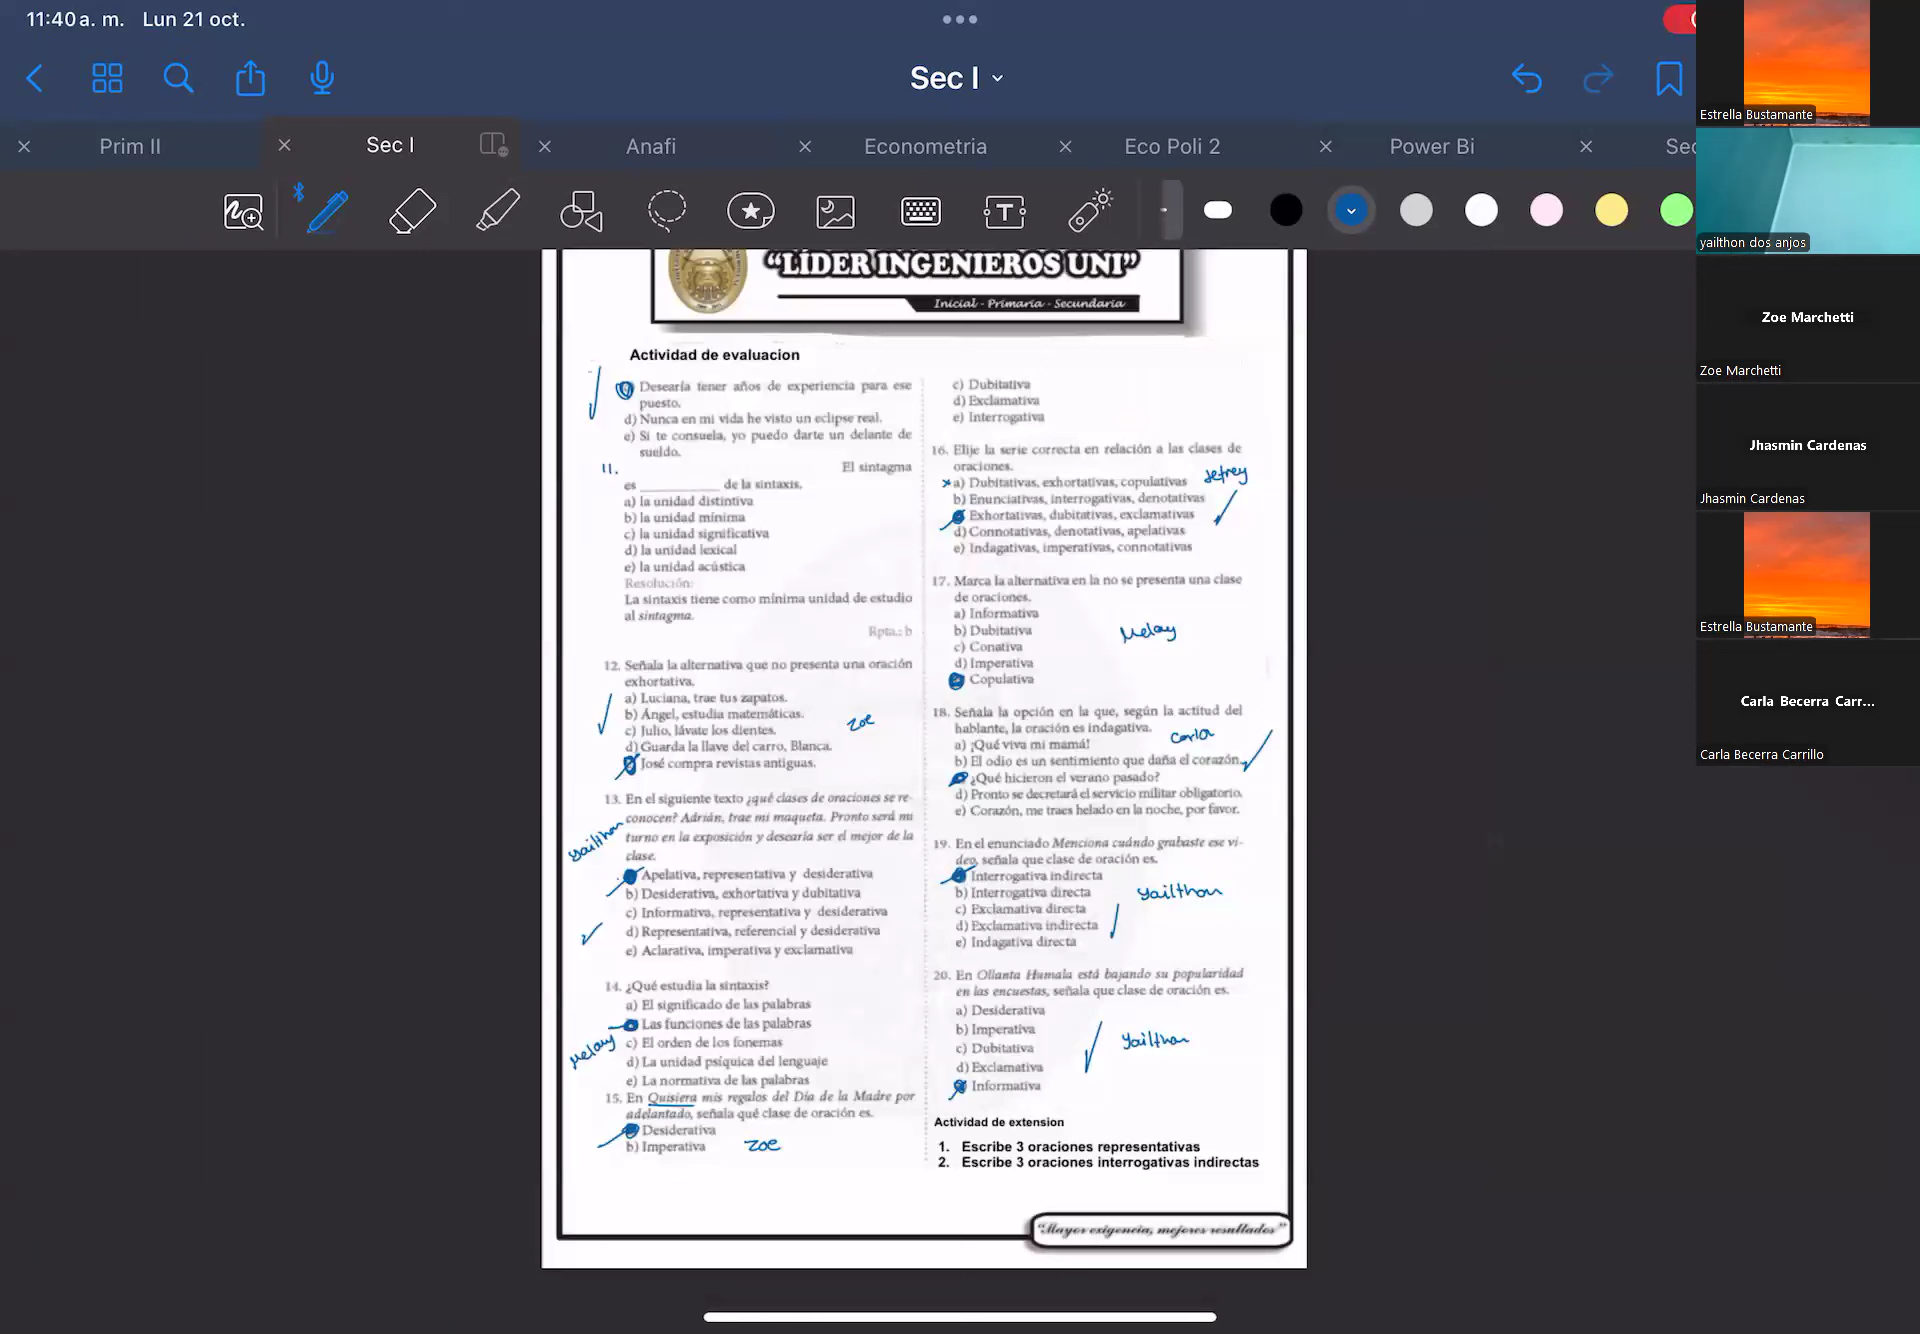 11:40 a. m. Lun 21 oct.
Sec I
Prim II
Sec I
Anafi
Econometria
Eco Poli 2
Power Bi
Sec
“LÍDER INGENIEROS UNI”
Inicial - Primaria - Secundaria
Actividad de evaluacion
Desearía tener años de experiencia para ese
puesto.
d) Nunca en mi vida he visto un eclipse real.
e) Si te consuela, yo puedo darte un delante de
sueldo.
11. El sintagma
es __________ de la sintaxis.
a) la unidad distintiva
b) la unidad mínima
c) la unidad significativa
d) la unidad lexical
e) la unidad acústica
Resolución:
La sintaxis tiene como mínima unidad de estudio
al sintagma.
Rpta.: b
12. Señala la alternativa que no presenta una oración
exhortativa.
a) Luciana, trae tus zapatos.
b) Ángel, estudia matemáticas.
c) Julio, lávate los dientes.
d) Guarda la llave del carro, Blanca.
José compra revistas antiguas.
Zoe
13. En el siguiente texto ¿qué clases de oraciones se re-
conocen? Adrián, trae mi maqueta. Pronto será mi
turno en la exposición y desearía ser el mejor de la
clase.
Yailthon
Apelativa, representativa y desiderativa
b) Desiderativa, exhortativa y dubitativa
c) Informativa, representativa y desiderativa
d) Representativa, referencial y desiderativa
e) Aclarativa, imperativa y exclamativa
14. ¿Qué estudia la sintaxis?
a) El significado de las palabras
Las funciones de las palabras
c) El orden de los fonemas
d) La unidad psíquica del lenguaje
e) La normativa de las palabras
Melany
15. En Quisiera mis regalos del Día de la Madre por
adelantado, señala qué clase de oración es.
Desiderativa
b) Imperativa
Zoe
c) Dubitativa
d) Exclamativa
e) Interrogativa
16. Elije la serie correcta en relación a las clases de
oraciones.
a) Dubitativas, exhortativas, copulativas
b) Enunciativas, interrogativas, denotativas
Exhortativas, dubitativas, exclamativas
d) Connotativas, denotativas, apelativas
e) Indagativas, imperativas, connotativas
Jefrey
17. Marca la alternativa en la no se presenta una clase
de oraciones.
a) Informativa
b) Dubitativa
c) Conativa
d) Imperativa
Copulativa
Melany
18. Señala la opción en la que, según la actitud del
hablante, la oración es indagativa.
a) ¡Qué viva mi mamá!
b) El odio es un sentimiento que daña el corazón.
¿Qué hicieron el verano pasado?
d) Pronto se decretará el servicio militar obligatorio.
e) Corazón, me traes helado en la noche, por favor.
Carla
19. En el enunciado Menciona cuándo grabaste ese vi-
deo, señala que clase de oración es.
Interrogativa indirecta
b) Interrogativa directa
c) Exclamativa directa
d) Exclamativa indirecta
e) Indagativa directa
Yailthon
20. En Ollanta Humala está bajando su popularidad
en las encuestas, señala que clase de oración es.
a) Desiderativa
b) Imperativa
c) Dubitativa
d) Exclamativa
Informativa
Yailthon
Actividad de extension
1. Escribe 3 oraciones representativas
2. Escribe 3 oraciones interrogativas indirectas
“Mayor exigencia, mejores resultados”
Estrella Bustamante
yailthon dos anjos
Zoe Marchetti
Zoe Marchetti
Jhasmin Cardenas
Jhasmin Cardenas
Estrella Bustamante
Carla Becerra Carr...
Carla Becerra Carrillo